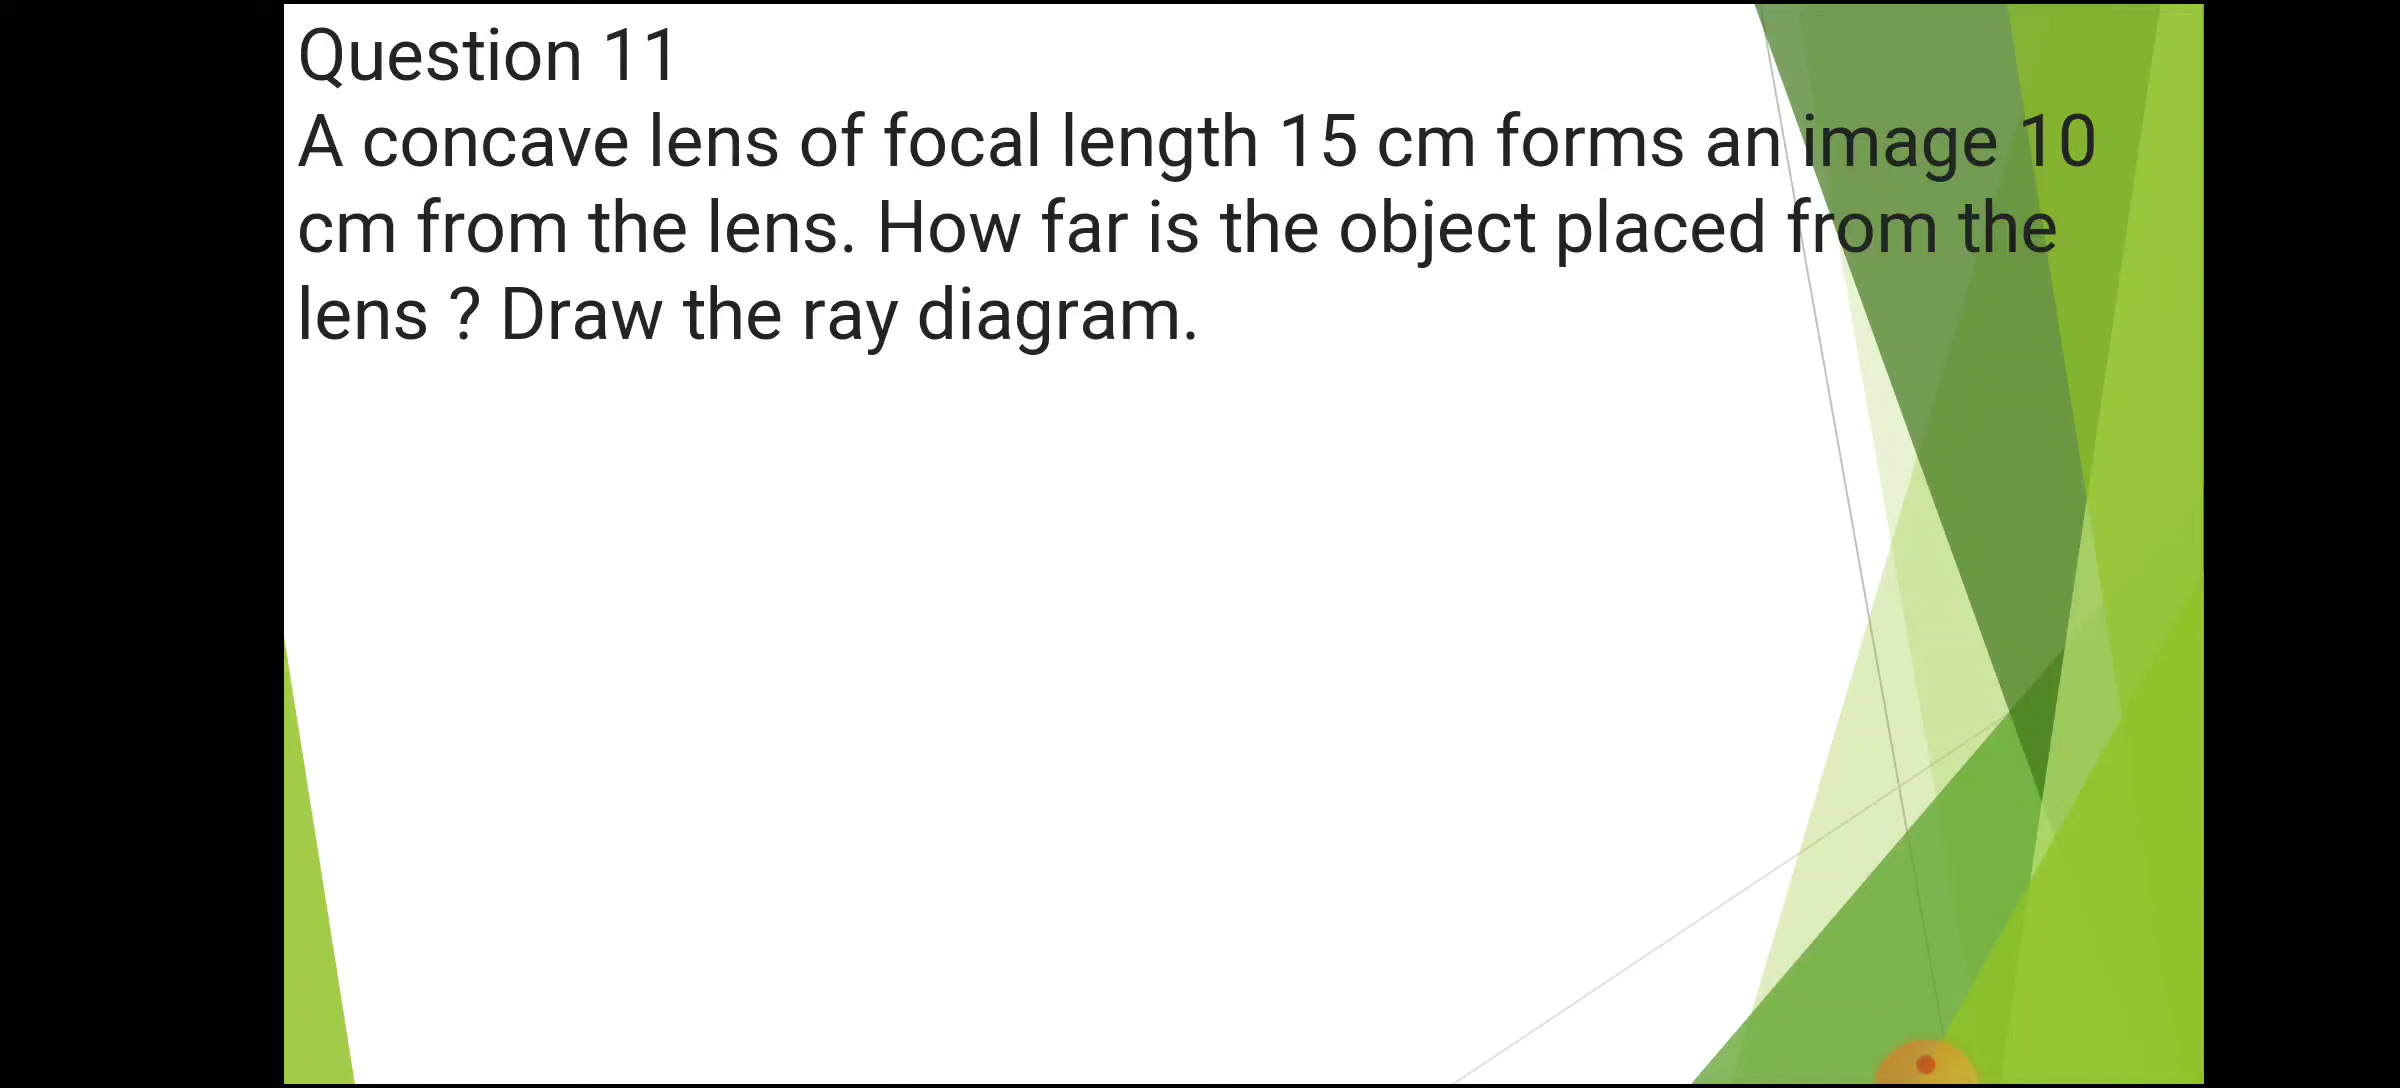 Question 11
A concave lens of focal length 15 cm forms an image 10
cm from the lens. How far is the object placed from the
lens ? Draw the ray diagram.